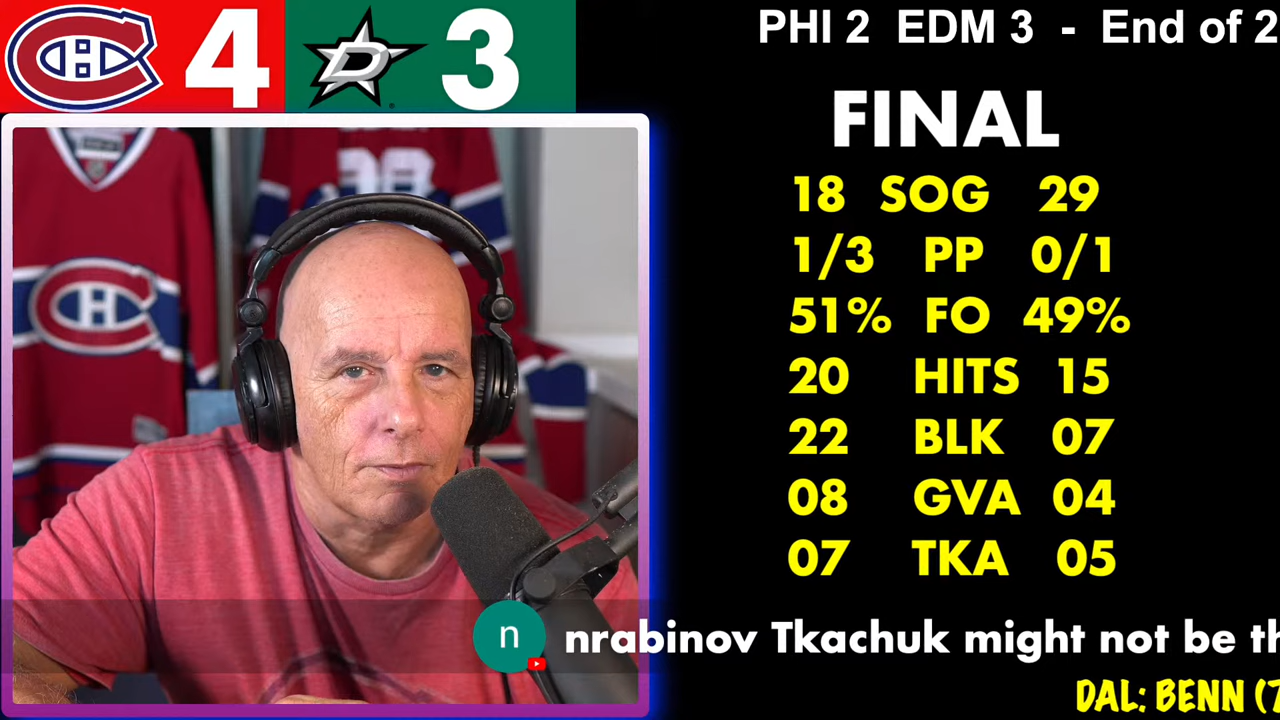 4 3
PHI 2 EDM 3 - End of 2
FINAL
18 SOG 29
1/3 PP 0/1
51% FO 49%
20 HITS 15
22 BLK 07
08 GVA 04
07 TKA 05
n nrabinov Tkachuk might not be th
DAL: BENN (7